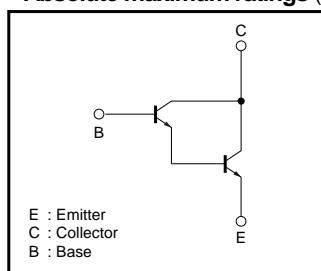 Absolute maximum ratings (
C
B
E
E : Emitter
C : Collector
B : Base